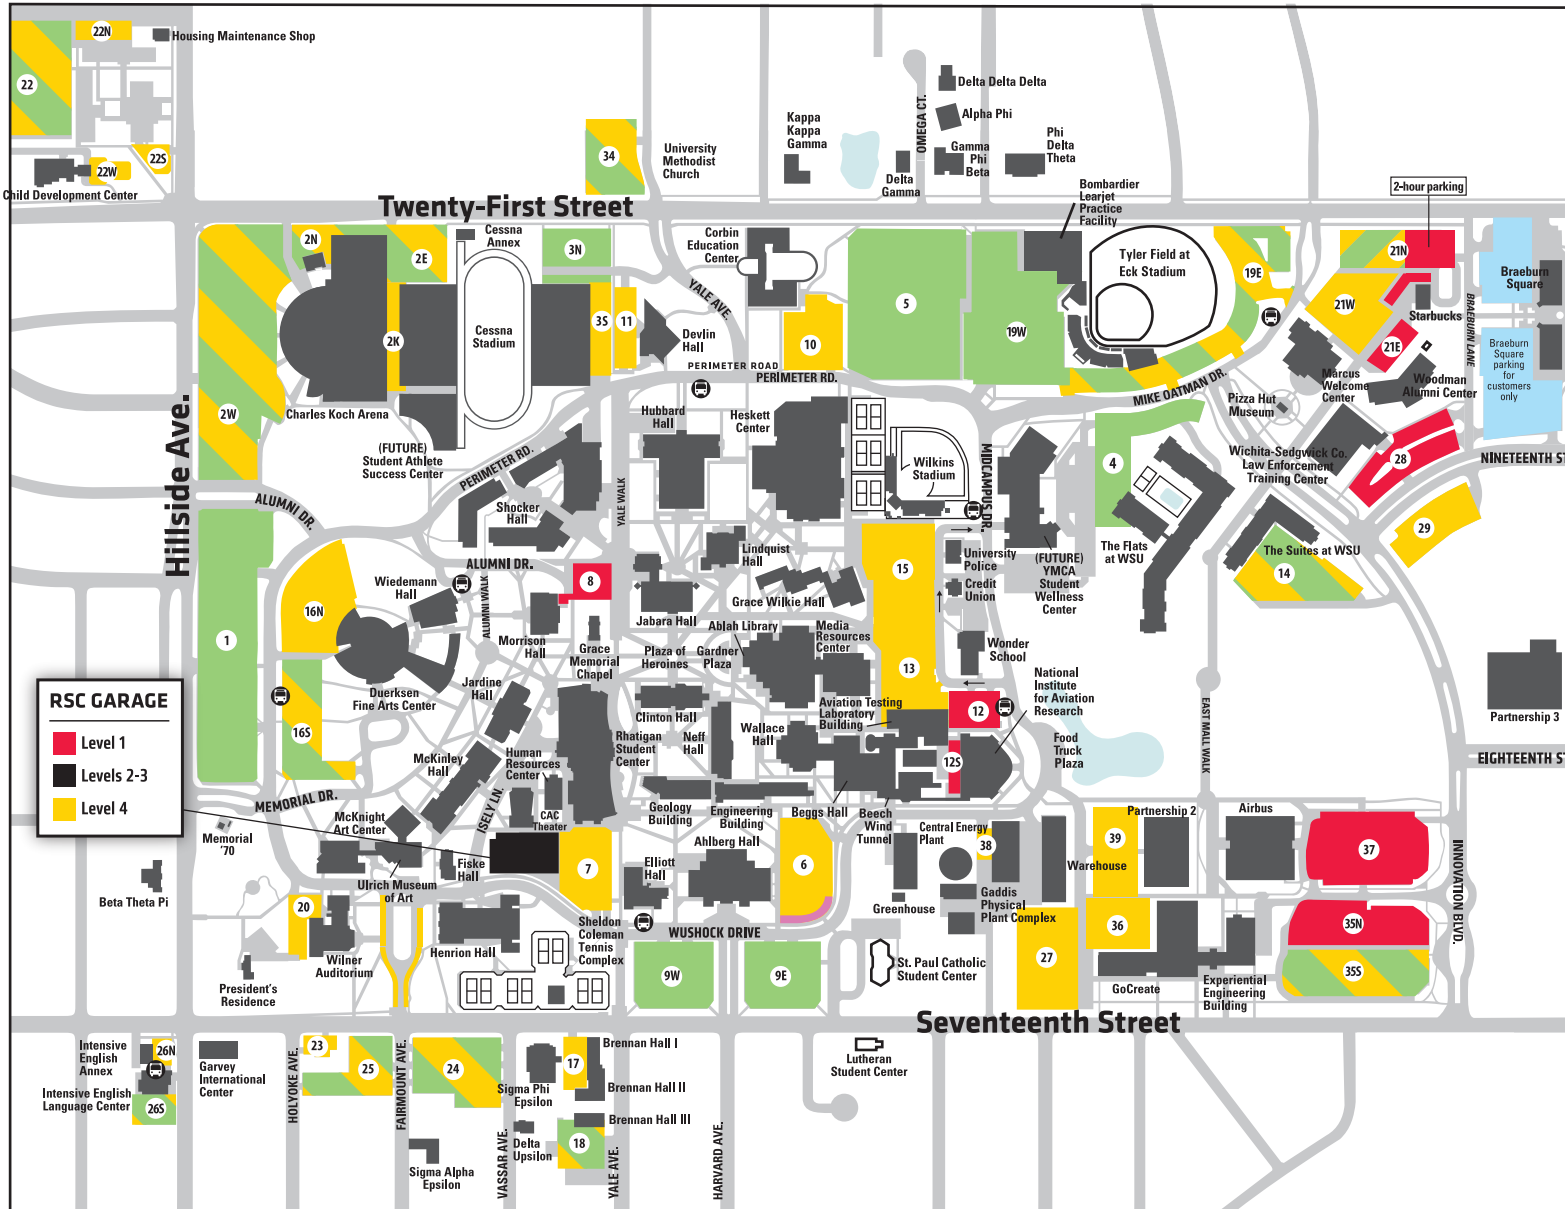 22N
Housing Maintenance Shop
22
22S
22W
Child Development Center
34
University
Methodist
Church
Kappa
Kappa
Gamma
OMEGA CT.
Delta Delta Delta
Alpha Phi
Gamma
Phi
Beta
Delta
Gamma
Phi
Delta
Theta
Bombardier
Learjet
Practice
Facility
2-hour parking
Twenty-First Street
2N
2E
Cessna
Annex
3N
Corbin
Education
Center
YALE AVE.
5
19W
Tyler Field at
Eck Stadium
19E
21N
21W
Starbucks
21E
BRAEBURN LANE
Braeburn
Square
Braeburn
Square
parking
for
customers
only
2K
Cessna
Stadium
3S
11
Devlin
Hall
10
PERIMETER ROAD
PERIMETER RD.
MIKE OATMAN DR.
Marcus
Welcome
Center
Woodman
Alumni Center
Pizza Hut
Museum
Hillside Ave.
2W
Charles Koch Arena
(FUTURE)
Student Athlete
Success Center
PERIMETER RD.
Hubbard
Hall
Heskett
Center
Wilkins
Stadium
MIDCAMPUS DR.
4
Wichita-Sedgwick Co.
Law Enforcement
Training Center
28
NINETEENTH ST
29
ALUMNI DR.
Shocker
Hall
YALE WALK
Lindquist
Hall
University
Police
(FUTURE)
YMCA
Student
Wellness
Center
The Flats
at WSU
The Suites at WSU
14
ALUMNI DR.
Wiedemann
Hall
ALUMNI WALK
8
15
Credit
Union
Grace Wilkie Hall
16N
Jabara Hall
Ablah Library
Media
Resources
Center
1
Morrison
Hall
Grace
Memorial
Chapel
Plaza of
Heroines
Gardner
Plaza
13
Wonder
School
National
Institute
for Aviation
Research
RSC GARAGE
Level 1
Levels 2-3
Level 4
Jardine
Hall
Duerksen
Fine Arts Center
16S
Clinton Hall
Aviation Testing
Laboratory
Building
12
EAST MALL WALK
Partnership 3
McKinley
Hall
Human
Resources
Center
Rhatigan
Student
Center
Neff
Hall
Wallace
Hall
12S
Food
Truck
Plaza
EIGHTEENTH ST
MEMORIAL DR.
ISELY LN.
CAC
Theater
Geology
Building
Engineering
Building
Beggs Hall
Beech
Wind
Tunnel
Central Energy
Plant
38
39
Partnership 2
Airbus
Memorial
'70
McKnight
Art Center
Fiske
Hall
7
Elliott
Hall
Ahlberg Hall
6
Warehouse
37
INNOVATION BLVD.
Beta Theta Pi
Ulrich Museum
of Art
Greenhouse
Gaddis
Physical
Plant Complex
20
36
35N
Wilner
Auditorium
Henrion Hall
Sheldon
Coleman
Tennis
Complex
WUSHOCK DRIVE
St. Paul Catholic
Student Center
27
35S
President's
Residence
9W
9E
GoCreate
Experiential
Engineering
Building
Seventeenth Street
Intensive
English
Annex
26N
Garvey
International
Center
HOLYOKE AVE.
23
25
FAIRMOUNT AVE.
24
VASSAR AVE.
17
Brennan Hall I
Lutheran
Student Center
Intensive English
Language Center
26S
Sigma Phi
Epsilon
Brennan Hall II
Brennan Hall III
Delta
Upsilon
18
YALE AVE.
HARVARD AVE.
Sigma Alpha
Epsilon